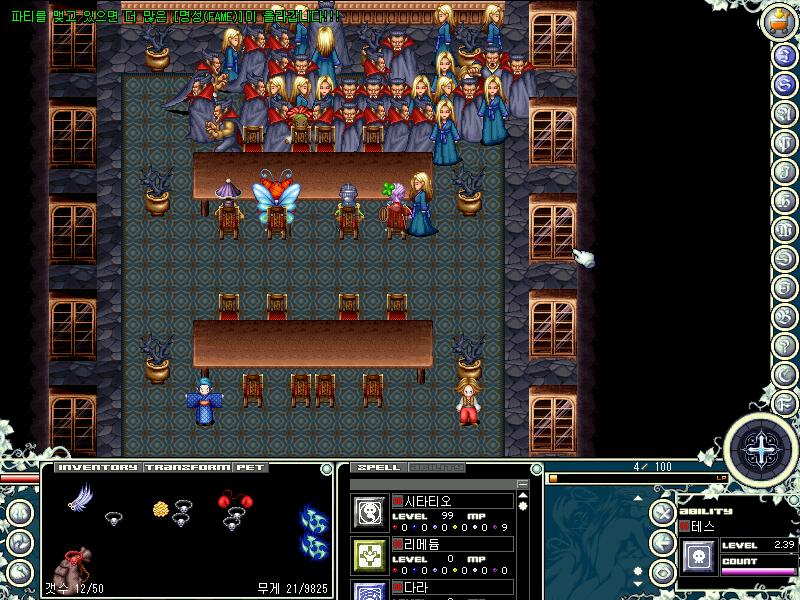 파티를 맺고 있으면 더 많은 [명성(FAME)]이 올라갑니다!!!
INVENTORY TRANSFORM PET
SPELL ABILITY
4/ 100
LP
시타티오
LEVEL 99 MP
0 0 0 0 0 9
리메듐
LEVEL 0 MP
0 0 0 0 0 0
다라
ABILITY
테스
LEVEL 2.39
COUNT
갯수 12/50
무게 21/9825